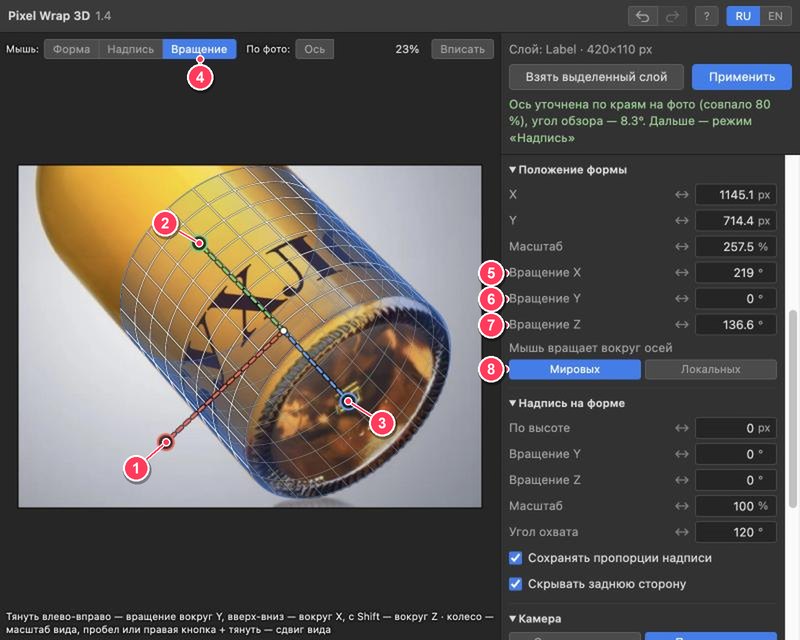 Pixel Wrap 3D 1.4
? RU EN
Мышь: Форма Надпись Вращение По фото: Ось 23% Вписать
4
Слой: Label · 420×110 px
Взять выделенный слой Применить
Ось уточнена по краям на фото (совпало 80
%), угол обзора — 8.3°. Дальше — режим
«Надпись»
Положение формы
X 1145.1 px
Y 714.4 px
Масштаб 257.5 %
5 Вращение X 219 °
6 Вращение Y 0 °
7 Вращение Z 136.6 °
Мышь вращает вокруг осей
8 Мировых Локальных
Надпись на форме
По высоте 0 px
Вращение Y 0 °
Вращение Z 0 °
Масштаб 100 %
Угол охвата 120 °
Сохранять пропорции надписи
Скрывать заднюю сторону
Камера
2
3
1
Тянуть влево-вправо — вращение вокруг Y, вверх-вниз — вокруг X, с Shift — вокруг Z · колесо —
масштаб вида, пробел или правая кнопка + тянуть — сдвиг вида